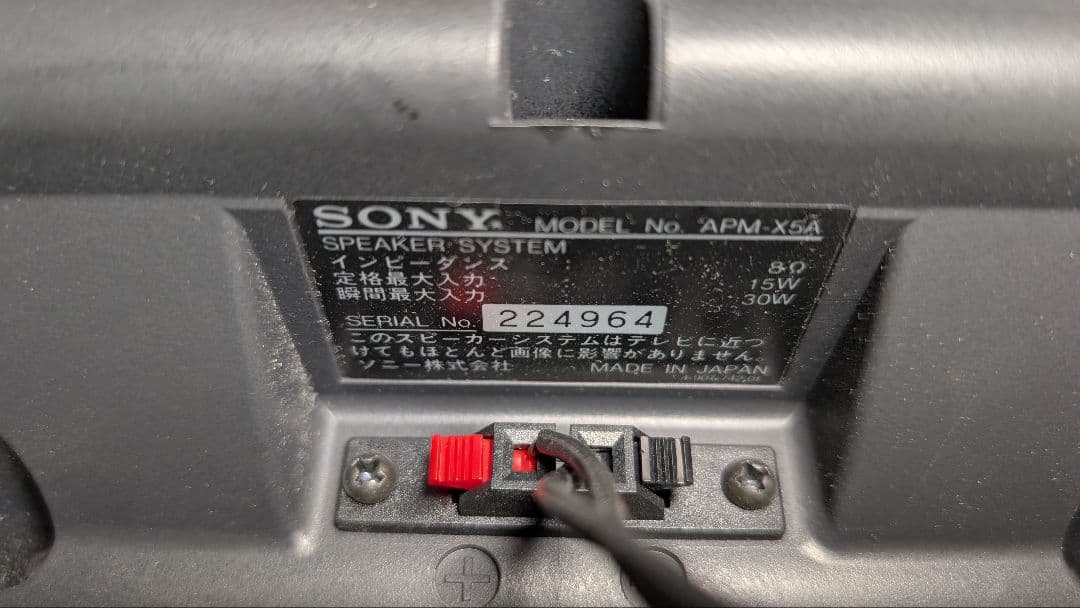 SONY. MODEL No. APM-X5A
SPEAKER SYSTEM
インピーダンス 8Ω
定格最大入力 15W
瞬間最大入力 30W
SERIAL No. 224964
このスピーカーシステムはテレビに近づ
けてもほとんど画像に影響がありません。
ソニー株式会社 MADE IN JAPAN